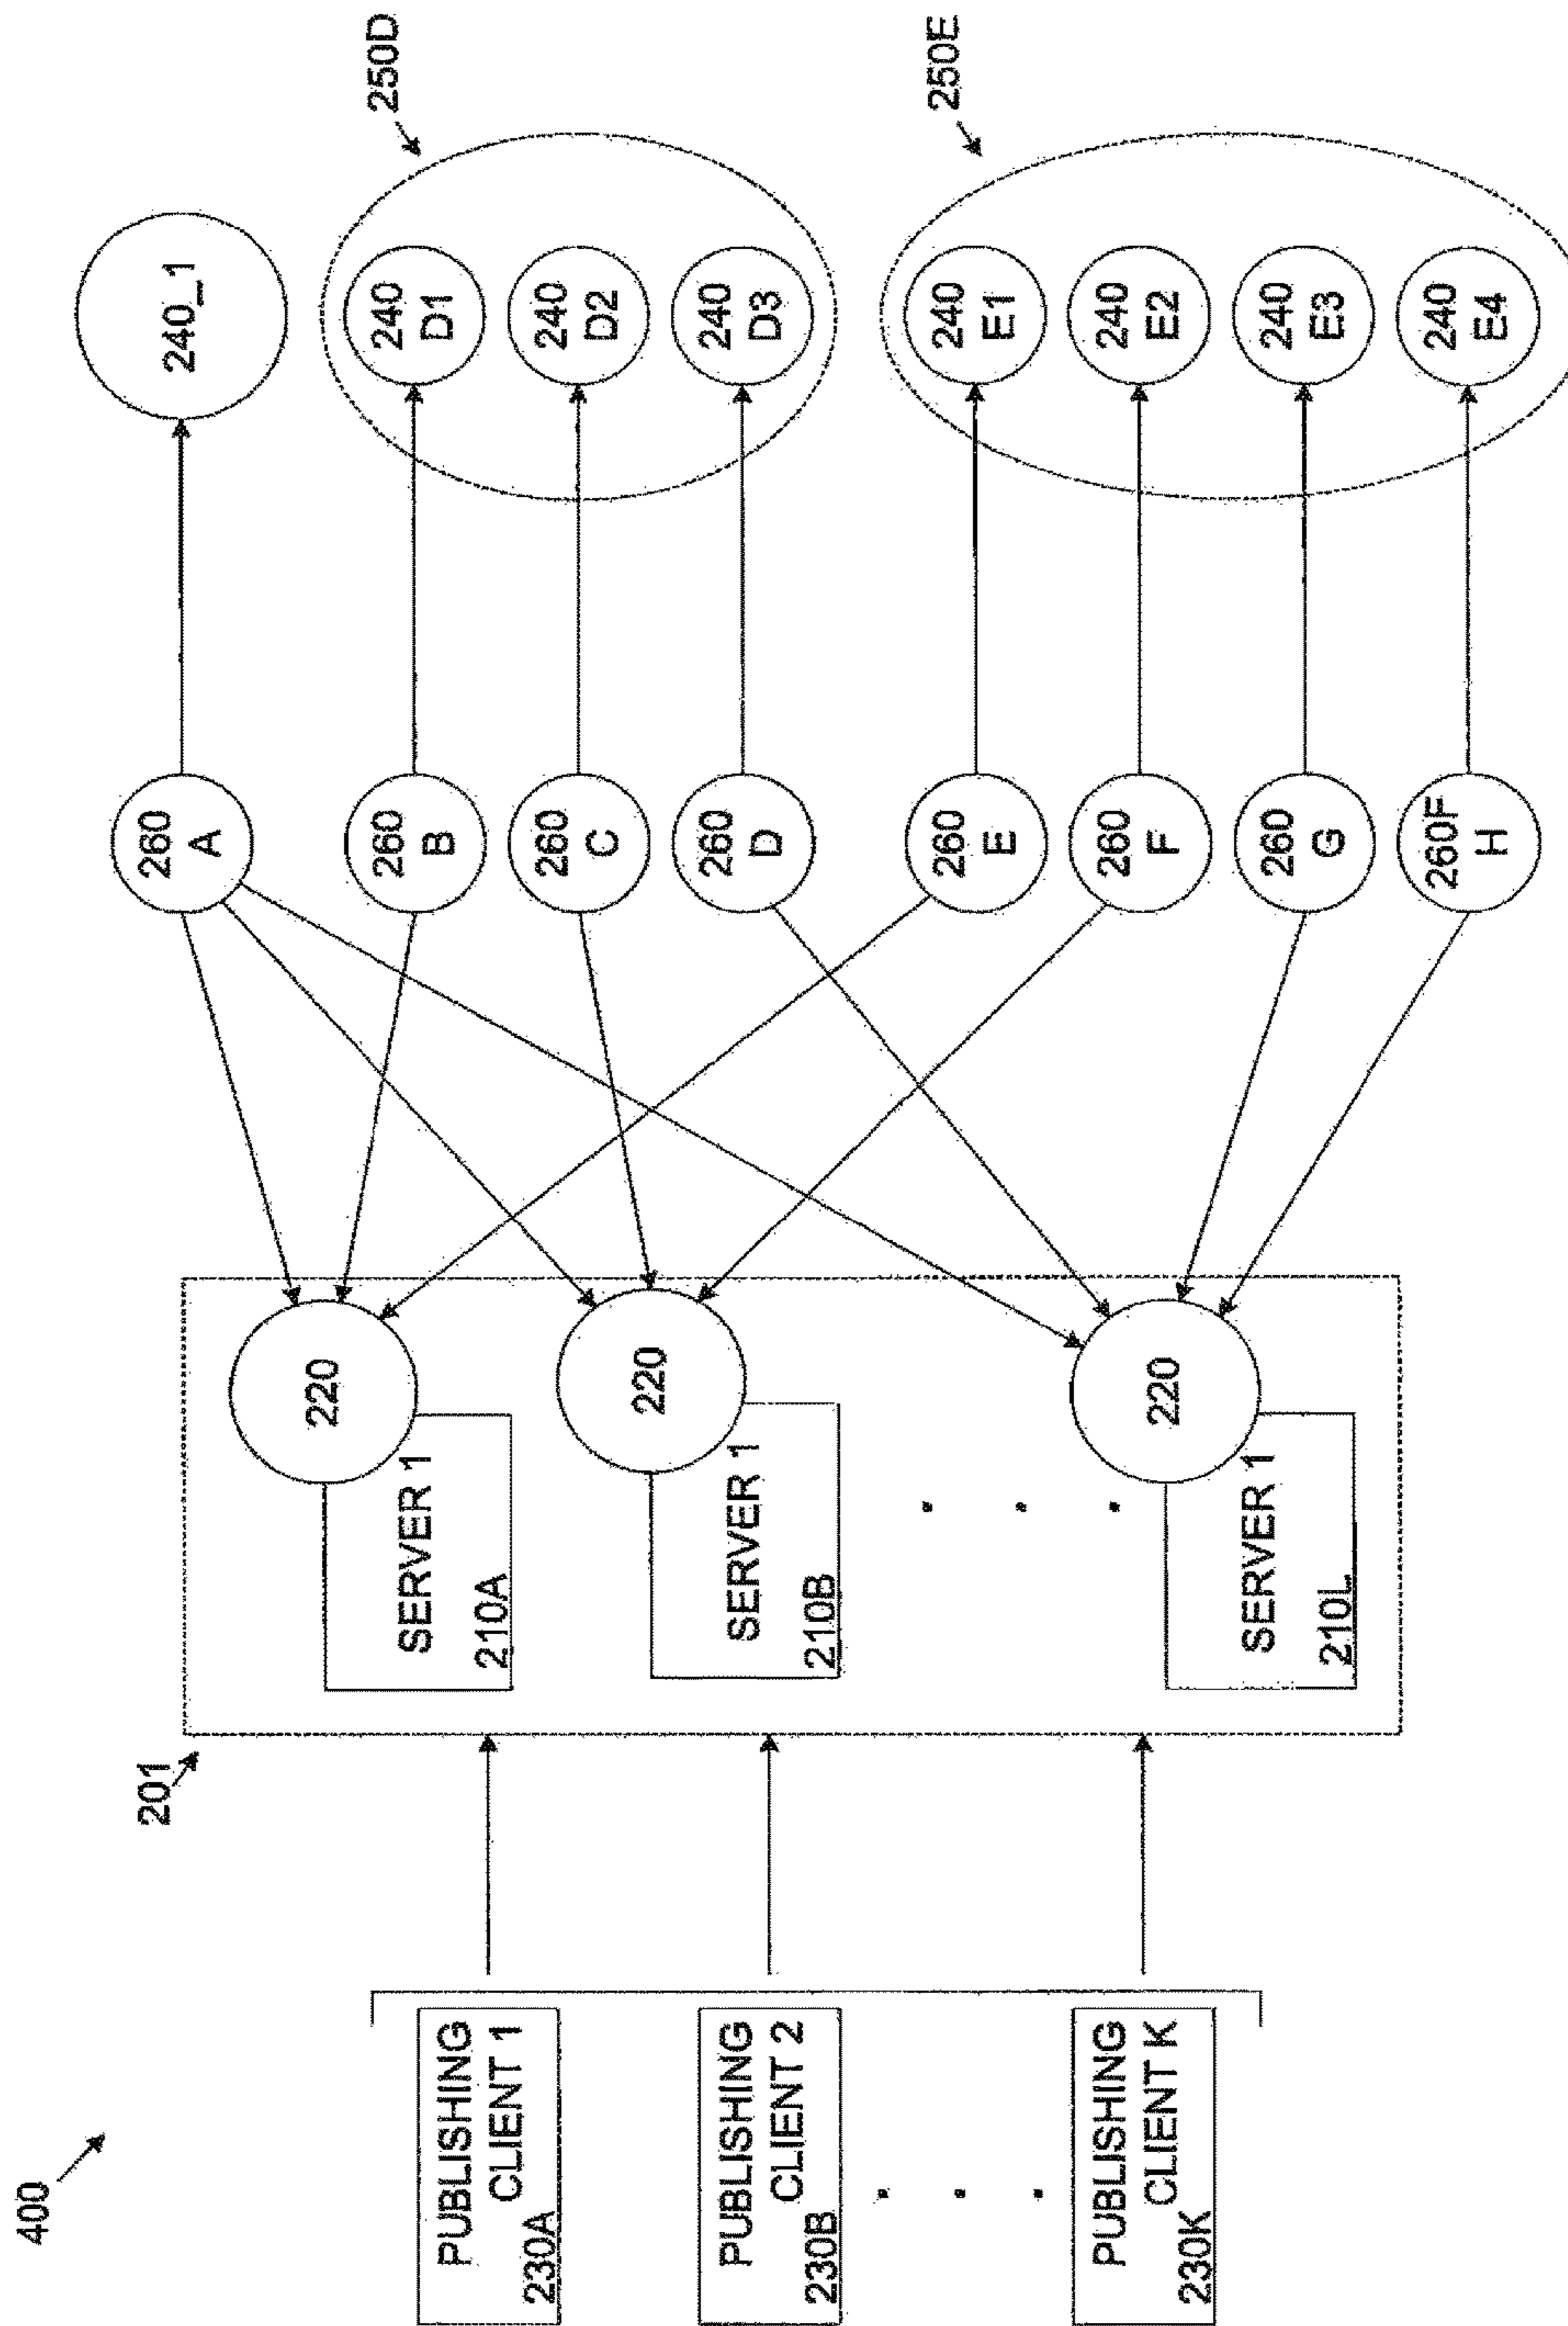 400
PUBLISHING
CLIENT 1
230A
PUBLISHING
CLIENT 2
230B
. . .
PUBLISHING
CLIENT K
230K
201
SERVER 1
210A
220
SERVER 1
210B
220
. . .
SERVER 1
210L
220
260
A
260
B
260
C
260
D
260
E
260
F
260
G
260F
H
240_1
240
D1
240
D2
240
D3
250D
240
E1
240
E2
240
E3
240
E4
250E